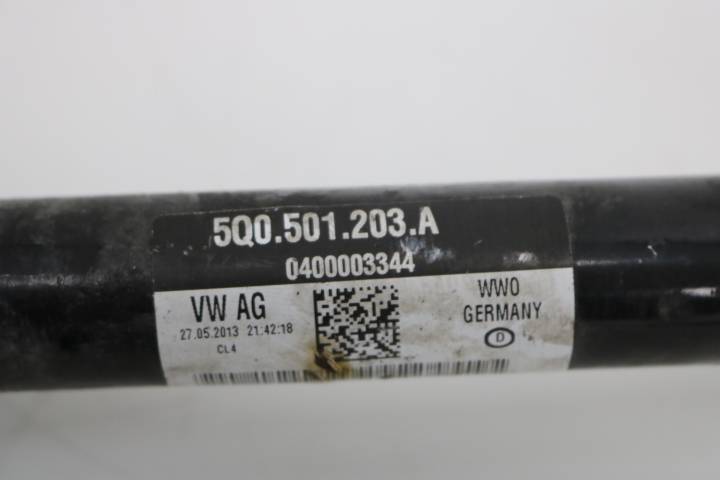 5Q0.501.203.A
0400003344
VW AG
27.05.2013 21:42:18
CL4
WWO
GERMANY
D